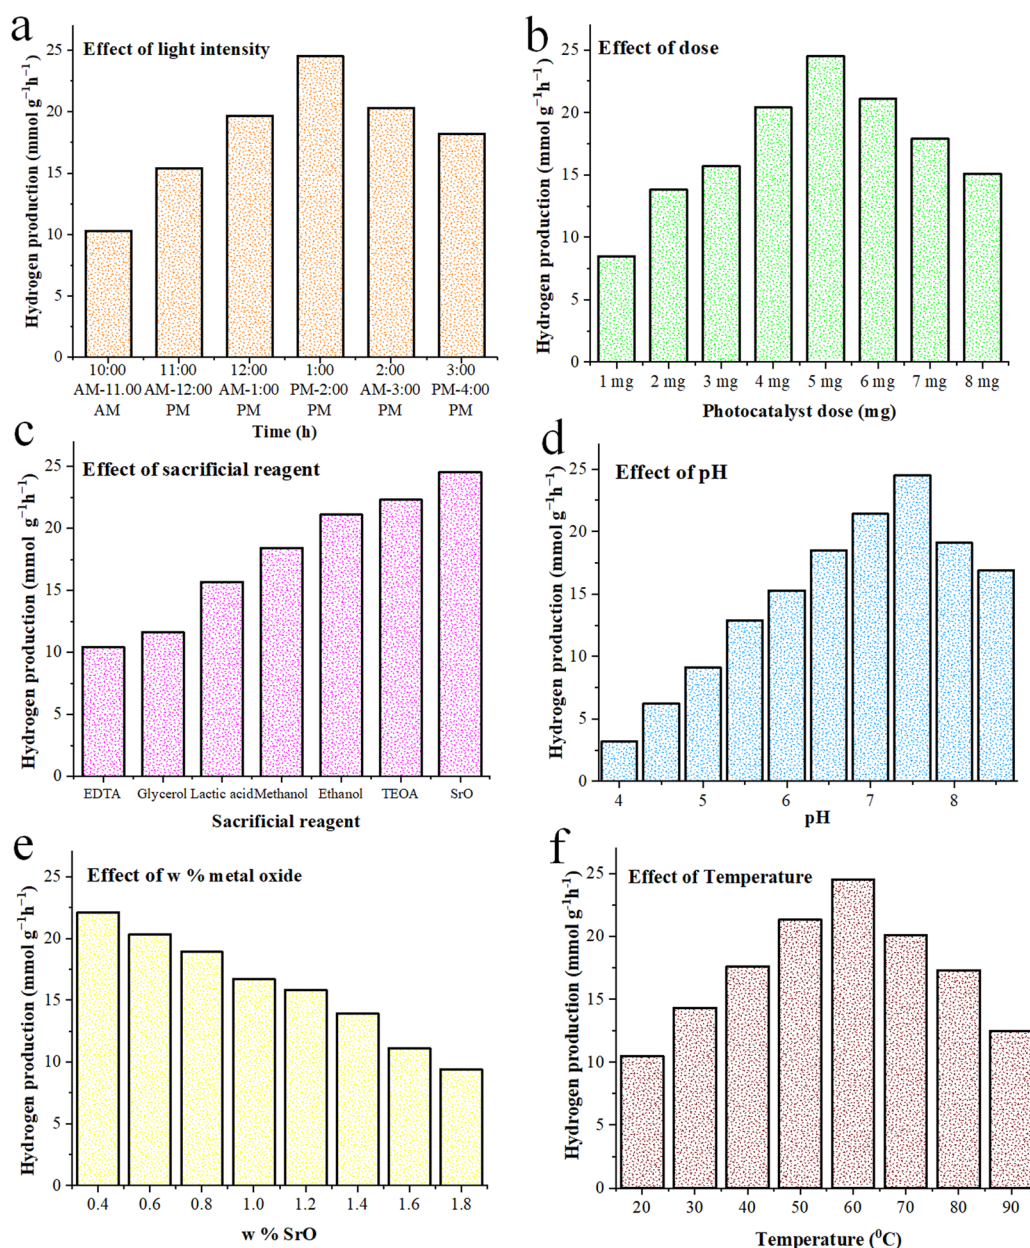 a
Effect of light intensity
Hydrogen production (mmol g⁻¹h⁻¹)
25
20
15
10
5
0
10:00 11:00 12:00 1:00 2:00 3:00
AM-11.00 AM-12:00 AM-1:00 PM-2:00 AM-3:00 PM-4:00
AM PM PM PM PM PM
Time (h)
b
Effect of dose
Hydrogen production (mmol g⁻¹h⁻¹)
25
20
15
10
5
0
1 mg 2 mg 3 mg 4 mg 5 mg 6 mg 7 mg 8 mg
Photocatalyst dose (mg)
c
Effect of sacrificial reagent
Hydrogen production (mmol g⁻¹h⁻¹)
25
20
15
10
5
0
EDTA Glycerol Lactic acid Methanol Ethanol TEOA SrO
Sacrificial reagent
d
Effect of pH
Hydrogen production (mmol g⁻¹h⁻¹)
25
20
15
10
5
0
4 5 6 7 8
pH
e
Effect of w % metal oxide
Hydrogen production (mmol g⁻¹h⁻¹)
25
20
15
10
5
0
0.4 0.6 0.8 1.0 1.2 1.4 1.6 1.8
w % SrO
f
Effect of Temperature
Hydrogen production (mmol g⁻¹h⁻¹)
25
20
15
10
5
0
20 30 40 50 60 70 80 90
Temperature (⁰C)